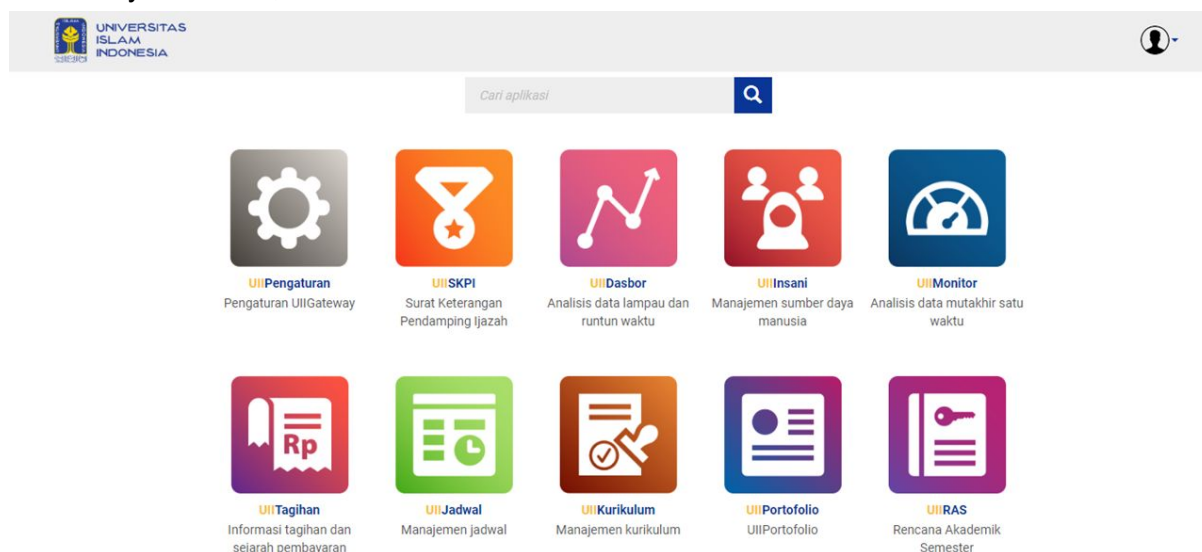 UNIVERSITAS
ISLAM
INDONESIA
Cari aplikasi
UIIPengaturan
Pengaturan UIIGateway
UIISKPI
Surat Keterangan
Pendamping Ijazah
UIIDasbor
Analisis data lampau dan
runtun waktu
UIIInsani
Manajemen sumber daya
manusia
UIIMonitor
Analisis data mutakhir satu
waktu
Rp
UIITagihan
Informasi tagihan dan
sejarah pembayaran
UIIJadwal
Manajemen jadwal
UIIKurikulum
Manajemen kurikulum
UIIPortofolio
UIIPortofolio
UIIRAS
Rencana Akademik
Semester